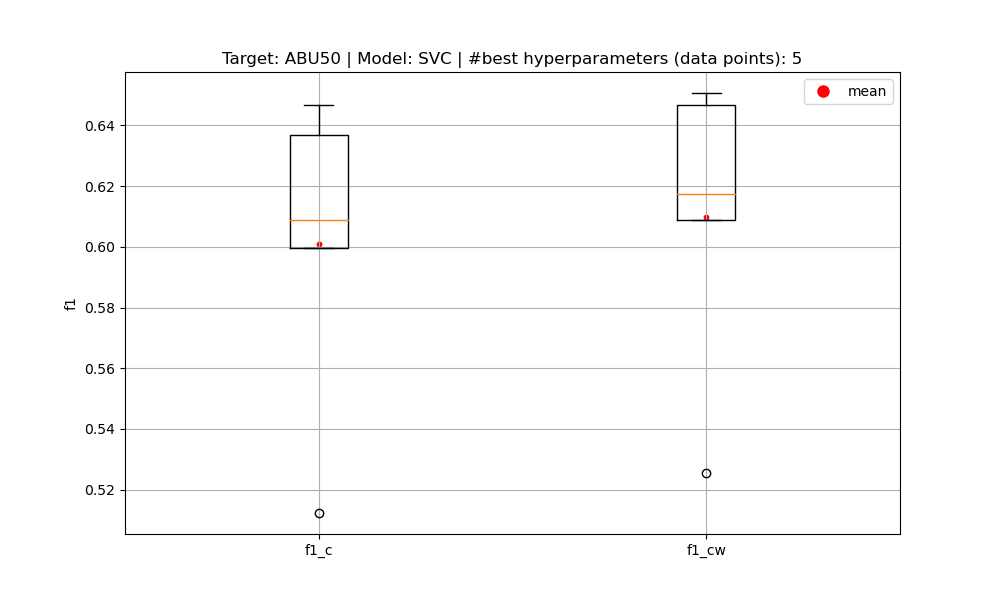 Target: ABU50 | Model: SVC | #best hyperparameters (data points): 5
mean
0.64
0.62
0.60
0.58
0.56
0.54
0.52
f1
f1_c
f1_cw